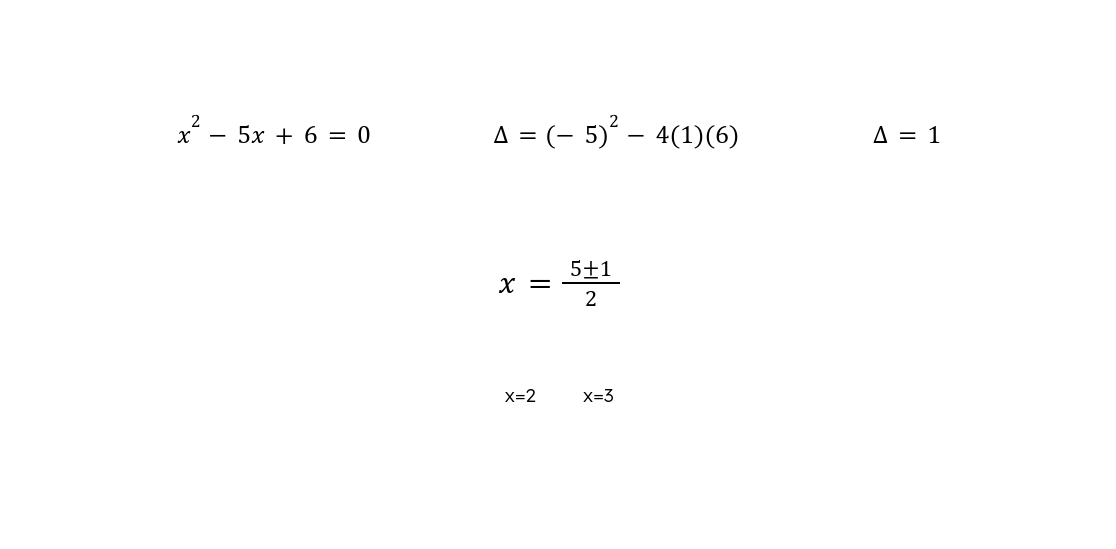 x² − 5x + 6 = 0 Δ = (− 5)² − 4(1)(6) Δ = 1
x = (5±1)/2
x=2 x=3